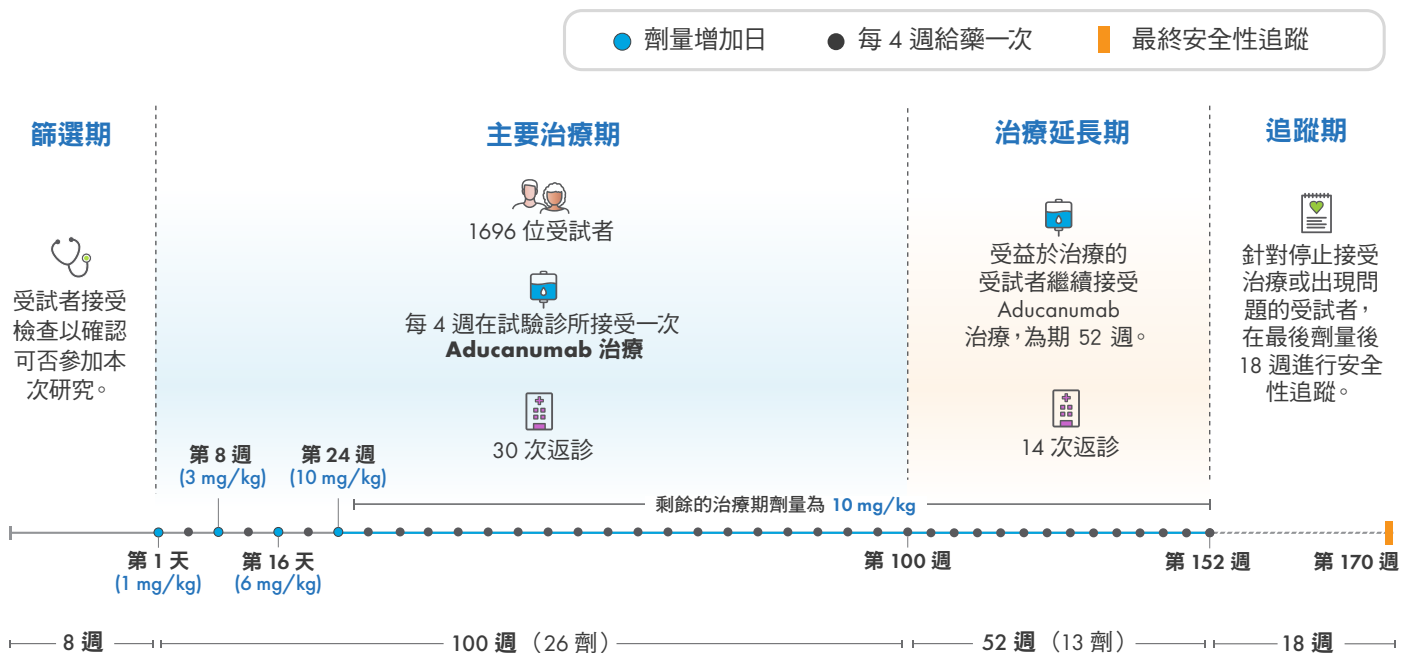 劑量增加日
每 4 週給藥一次
最終安全性追蹤
篩選期
主要治療期
治療延長期
追蹤期
受試者接受
檢查以確認
可否參加本
次研究。
1696 位受試者
每 4 週在試驗診所接受一次
Aducanumab 治療
30 次返診
受益於治療的
受試者繼續接受
Aducanumab
治療，為期 52 週。
14 次返診
針對停止接受
治療或出現問
題的受試者，
在最後劑量後
18 週進行安全
性追蹤。
第 8 週
(3 mg/kg)
第 24 週
(10 mg/kg)
剩餘的治療期劑量為 10 mg/kg
第 1 天
(1 mg/kg)
第 16 天
(6 mg/kg)
第 100 週
第 152 週
第 170 週
8 週
100 週（26 劑）
52 週（13 劑）
18 週